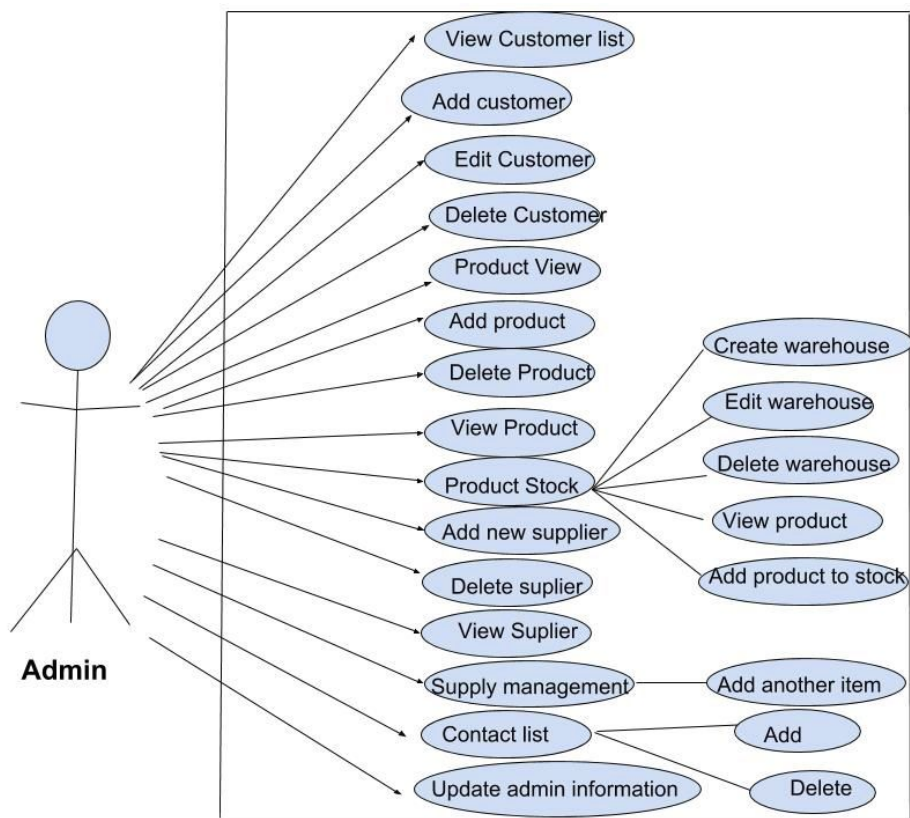 View Customer list
Add customer
Edit Customer
Delete Customer
Product View
Add product
Delete Product
View Product
Product Stock
Add new supplier
Delete suplier
View Suplier
Supply management
Contact list
Update admin information
Create warehouse
Edit warehouse
Delete warehouse
View product
Add product to stock
Add another item
Add
Delete
Admin